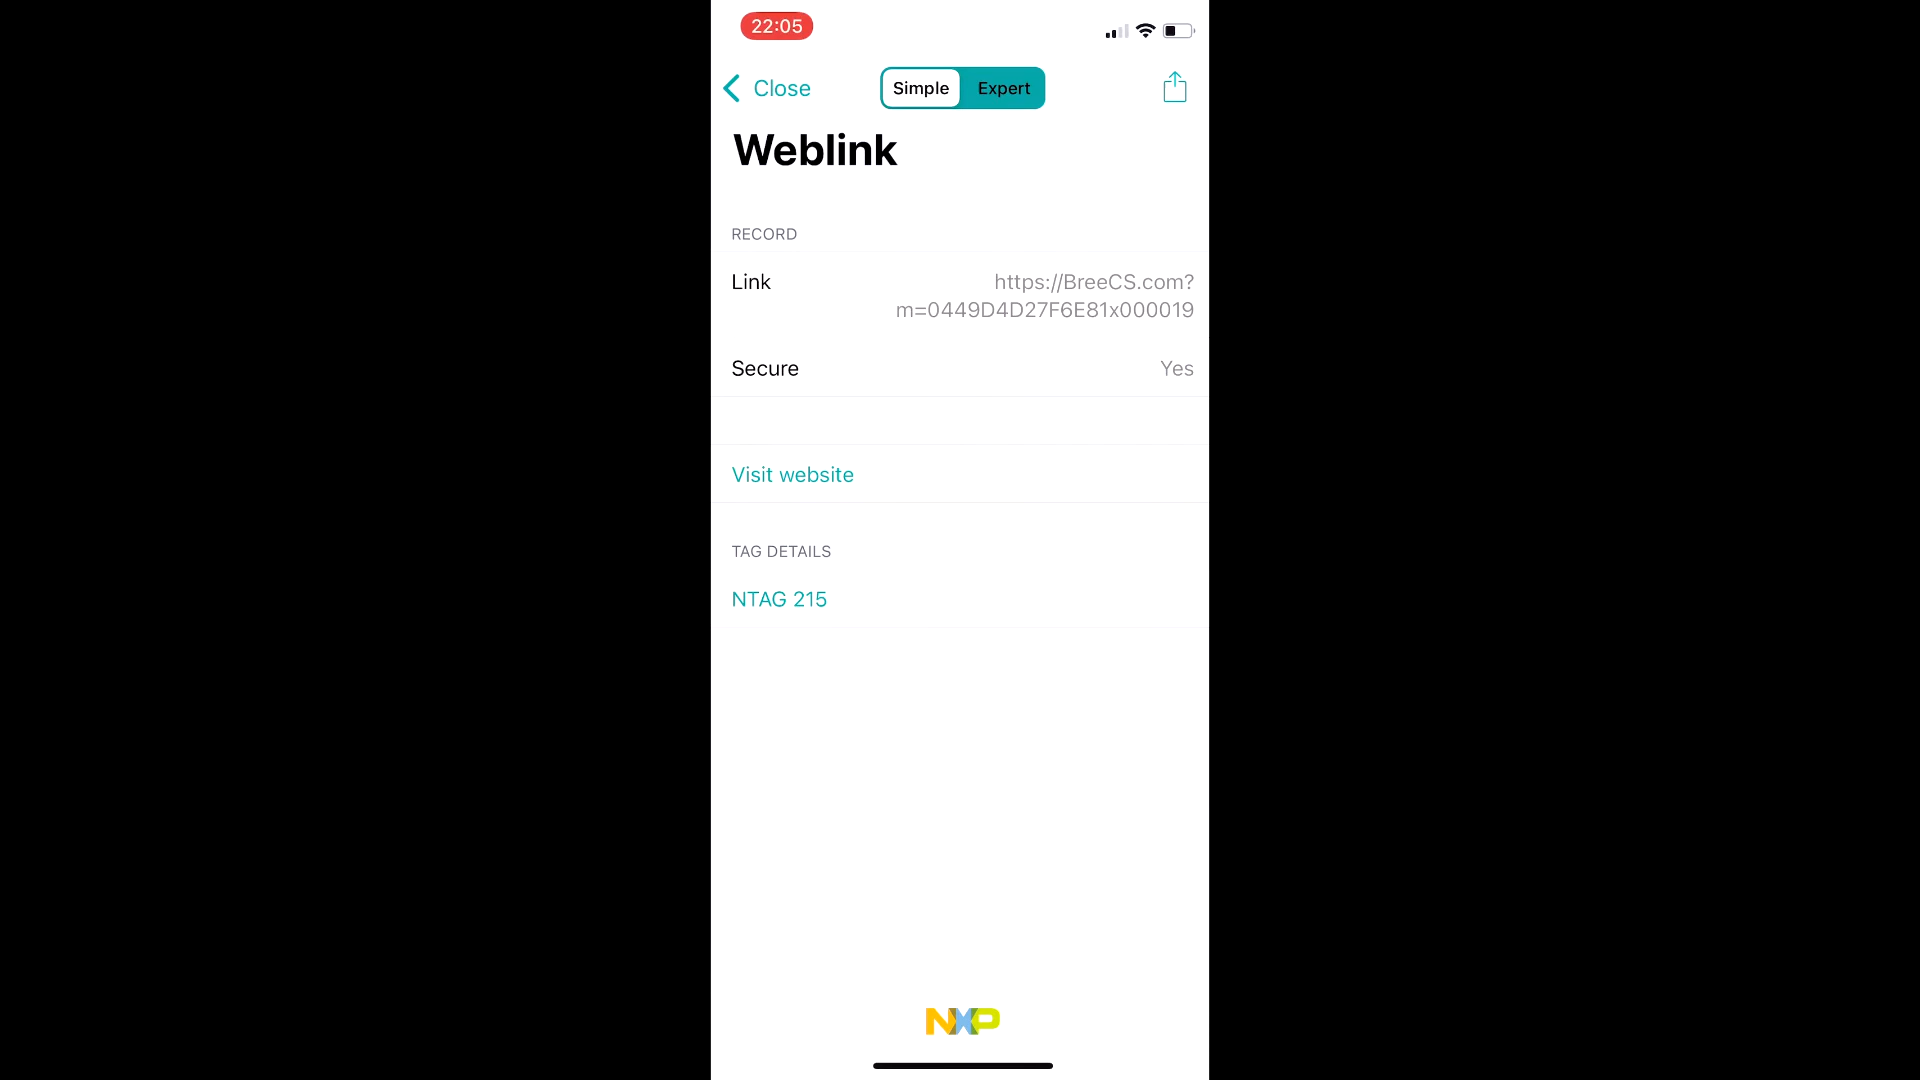 22:05
Close
Simple
Expert
Weblink
RECORD
Link
https://BreeCS.com?
m=0449D4D27F6E81x000019
Secure
Yes
Visit website
TAG DETAILS
NTAG 215
NXP